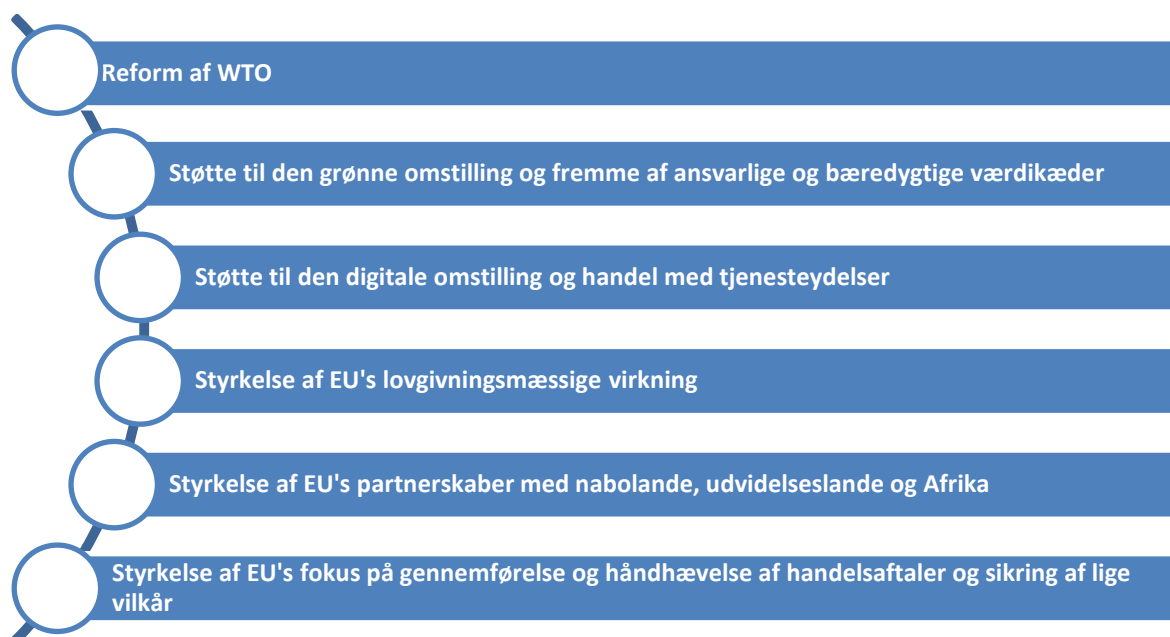 Reform af WTO
Støtte til den grønne omstilling og fremme af ansvarlige og bæredygtige værdikæder
Støtte til den digitale omstilling og handel med tjenesteydelser
Styrkelse af EU's lovgivningsmæssige virkning
Styrkelse af EU's partnerskaber med nabolande, udvidelseslande og Afrika
Styrkelse af EU's fokus på gennemførelse og håndhævelse af handelsaftaler og sikring af lige
vilkår